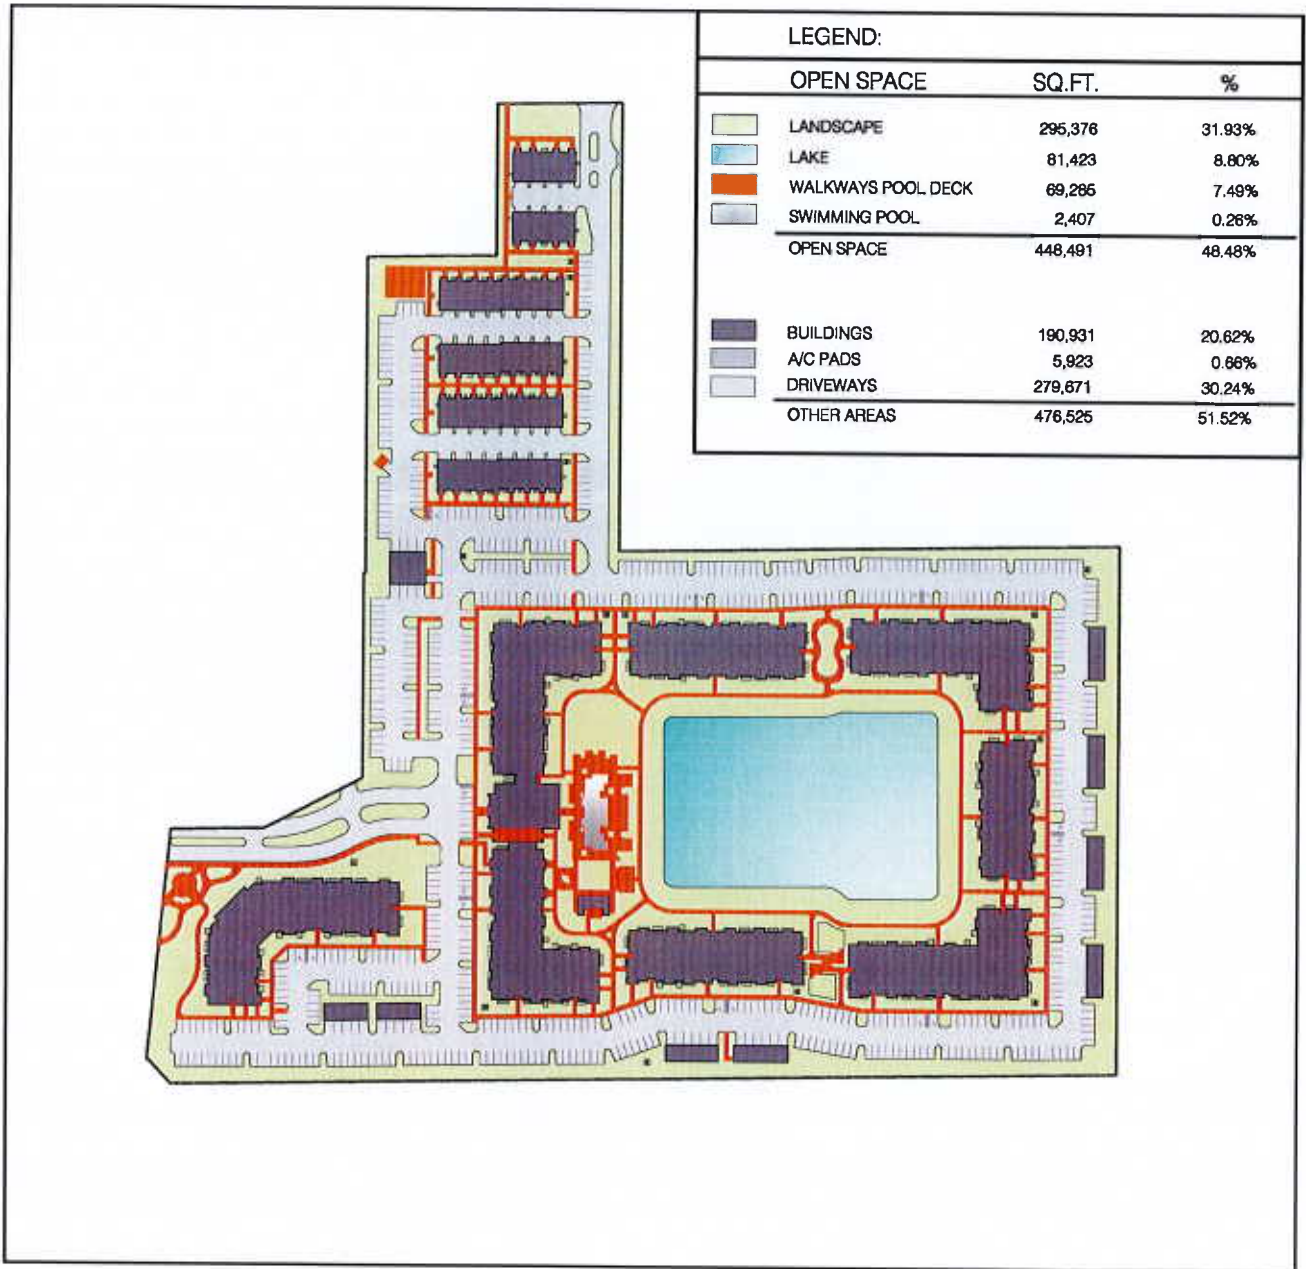 LEGEND:
OPEN SPACE SQ.FT. %
LANDSCAPE 295,376 31.93%
LAKE 81,423 8.80%
WALKWAYS POOL DECK 69,285 7.49%
SWIMMING POOL 2,407 0.26%
OPEN SPACE 448,491 48.48%
BUILDINGS 190,931 20.62%
A/C PADS 5,923 0.66%
DRIVEWAYS 279,671 30.24%
OTHER AREAS 476,525 51.52%